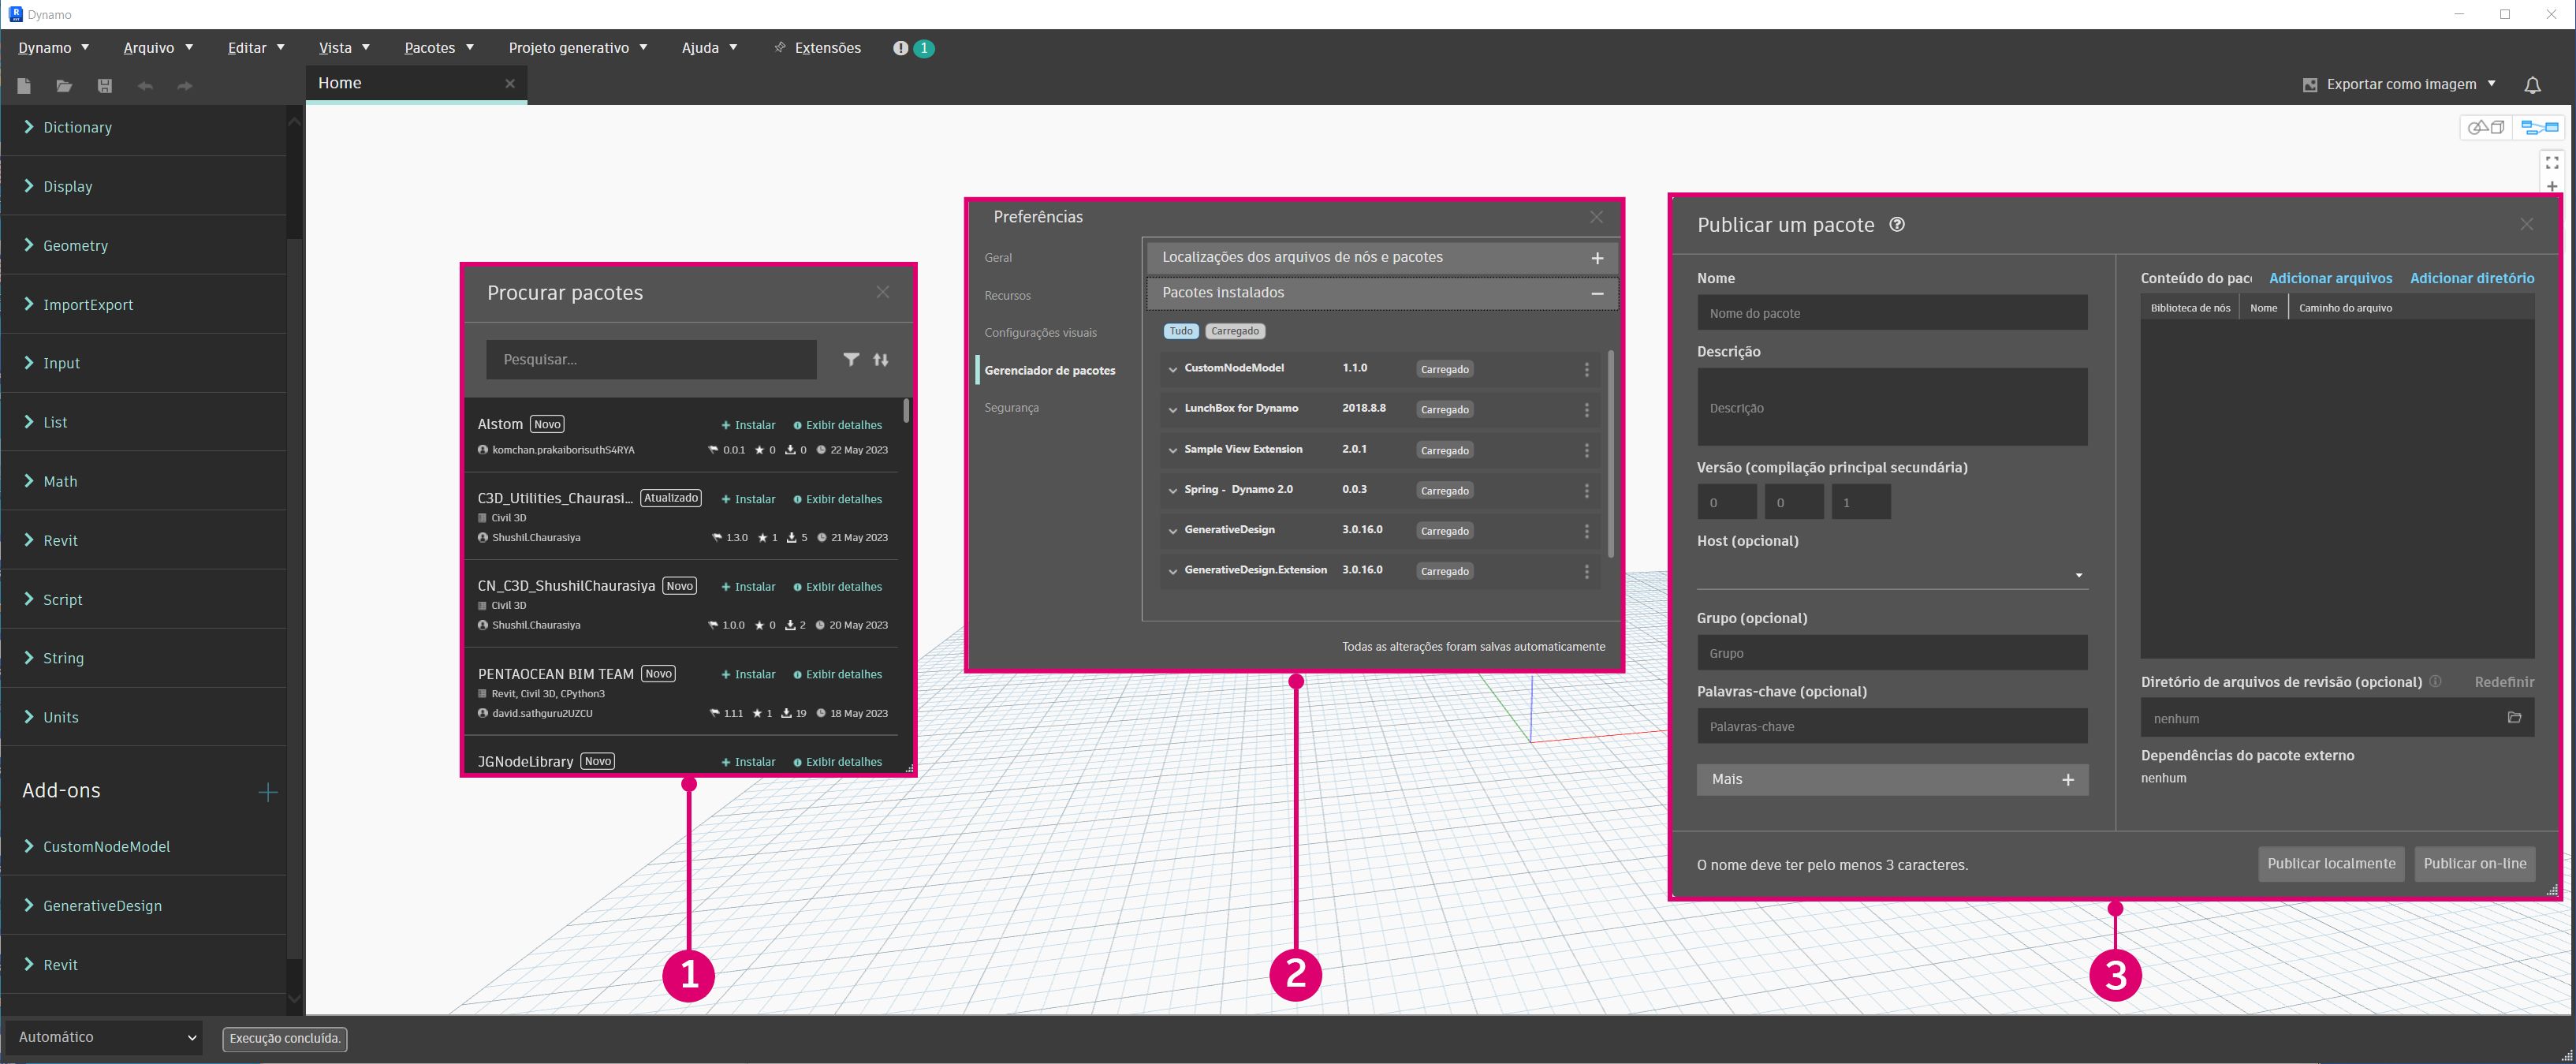 Dynamo
Dynamo Arquivo Editar Vista Pacotes Projeto generativo Ajuda Extensões 1
Home
Exportar como imagem
Dictionary
Display
Geometry
ImportExport
Input
List
Math
Revit
Script
String
Units
Add-ons
CustomNodeModel
GenerativeDesign
Revit
Automático
Execução concluída.
Procurar pacotes
Pesquisar...
Alstom Novo Instalar Exibir detalhes
komchan.prakaiborisuthS4RYA 0.0.1 0 0 22 May 2023
C3D_Utilities_Chaurasi... Atualizado Instalar Exibir detalhes
Civil 3D
Shushil.Chaurasiya 1.3.0 1 5 21 May 2023
CN_C3D_ShushilChaurasiya Novo Instalar Exibir detalhes
Civil 3D
Shushil.Chaurasiya 1.0.0 0 2 20 May 2023
PENTAOCEAN BIM TEAM Novo Instalar Exibir detalhes
Revit, Civil 3D, CPython3
david.sathguru2UZCU 1.1.1 1 19 18 May 2023
JGNodeLibrary Novo Instalar Exibir detalhes
1
Preferências
Geral
Recursos
Configurações visuais
Gerenciador de pacotes
Segurança
Localizações dos arquivos de nós e pacotes
Pacotes instalados
Tudo Carregado
CustomNodeModel 1.1.0 Carregado
LunchBox for Dynamo 2018.8.8 Carregado
Sample View Extension 2.0.1 Carregado
Spring - Dynamo 2.0 0.0.3 Carregado
GenerativeDesign 3.0.16.0 Carregado
GenerativeDesign.Extension 3.0.16.0 Carregado
Todas as alterações foram salvas automaticamente
2
Publicar um pacote
Nome
Nome do pacote
Descrição
Descrição
Versão (compilação principal secundária)
0 0 1
Host (opcional)
Grupo (opcional)
Grupo
Palavras-chave (opcional)
Palavras-chave
Mais
Conteúdo do pacc Adicionar arquivos Adicionar diretório
Biblioteca de nós Nome Caminho do arquivo
Diretório de arquivos de revisão (opcional) Redefinir
nenhum
Dependências do pacote externo
nenhum
O nome deve ter pelo menos 3 caracteres.
Publicar localmente Publicar on-line
3